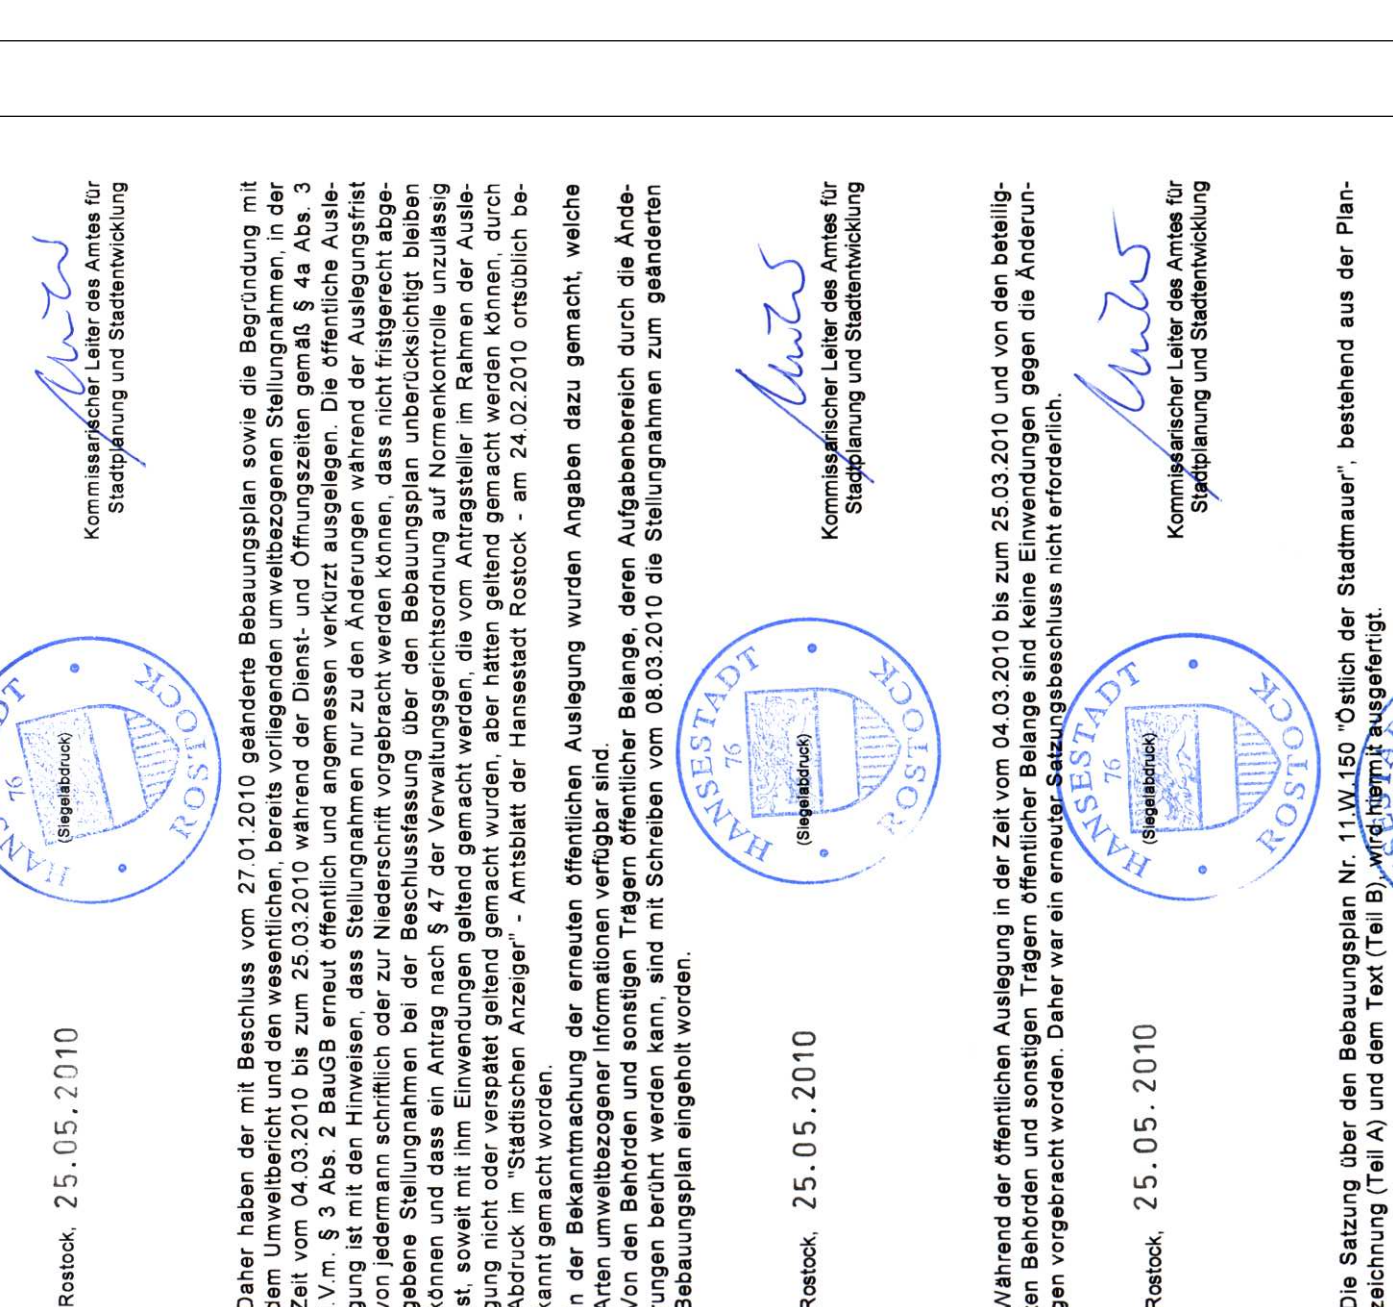 Rostock, 25.05.2010
HANS
76
(Siegelabdruck)
ROSTOCK
Kommissarischer Leiter des Amtes für
Stadtplanung und Stadtentwicklung
Daher haben der mit Beschluss vom 27.01.2010 geänderte Bebauungsplan sowie die Begründung mit
dem Umweltbericht und den wesentlichen, bereits vorliegenden umweltbezogenen Stellungnahmen, in der
Zeit vom 04.03.2010 bis zum 25.03.2010 während der Dienst- und Öffnungszeiten gemäß § 4a Abs. 3
.V.m. § 3 Abs. 2 BauGB erneut öffentlich und angemessen verkürzt ausgelegen. Die öffentliche Ausle-
gung ist mit den Hinweisen, dass Stellungnahmen nur zu den Änderungen während der Auslegungsfrist
von jedermann schriftlich oder zur Niederschrift vorgebracht werden können, dass nicht fristgerecht abge-
gebene Stellungnahmen bei der Beschlussfassung über den Bebauungsplan unberücksichtigt bleiben
können und dass ein Antrag nach § 47 der Verwaltungsgerichtsordnung auf Normenkontrolle unzulässig
st, soweit mit ihm Einwendungen geltend gemacht werden, die vom Antragsteller im Rahmen der Ausle-
gung nicht oder verspätet geltend gemacht wurden, aber hätten geltend gemacht werden können, durch
Abdruck im "Städtischen Anzeiger" - Amtsblatt der Hansestadt Rostock - am 24.02.2010 ortsüblich be-
kannt gemacht worden.
n der Bekanntmachung der erneuten öffentlichen Auslegung wurden Angaben dazu gemacht, welche
Arten umweltbezogener Informationen verfügbar sind.
Von den Behörden und sonstigen Trägern öffentlicher Belange, deren Aufgabenbereich durch die Ände-
rungen berührt werden kann, sind mit Schreiben vom 08.03.2010 die Stellungnahmen zum geänderten
Bebauungsplan eingeholt worden.
Rostock, 25.05.2010
HANSESTADT
76
(Siegelabdruck)
ROSTOCK
Kommissarischer Leiter des Amtes für
Stadtplanung und Stadtentwicklung
Während der öffentlichen Auslegung in der Zeit vom 04.03.2010 bis zum 25.03.2010 und von den beteilig-
ten Behörden und sonstigen Trägern öffentlicher Belange sind keine Einwendungen gegen die Änderun-
gen vorgebracht worden. Daher war ein erneuter Satzungsbeschluss nicht erforderlich.
Rostock, 25.05.2010
HANSESTADT
76
(Siegelabdruck)
ROSTOCK
Kommissarischer Leiter des Amtes für
Stadtplanung und Stadtentwicklung
Die Satzung über den Bebauungsplan Nr. 11.W.150 "Östlich der Stadtmauer", bestehend aus der Plan-
zeichnung (Teil A) und dem Text (Teil B), wird hiermit ausgefertigt.